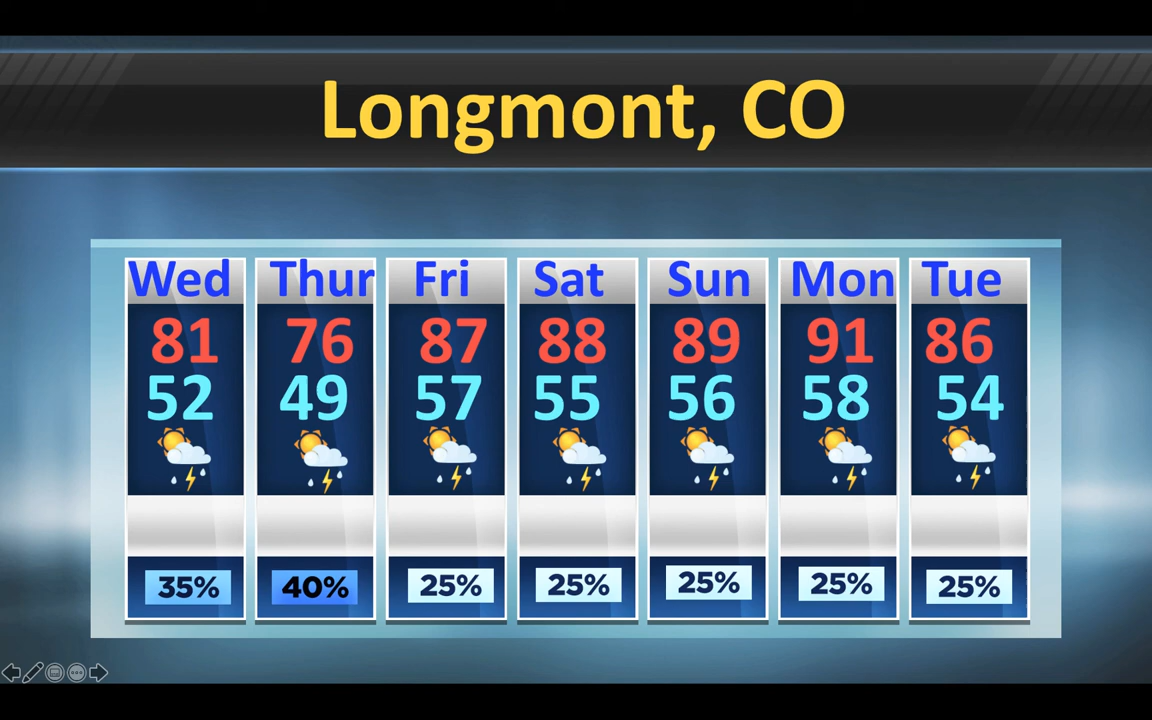 Longmont, CO
Wed Thur Fri Sat Sun Mon Tue
81 76 87 88 89 91 86
52 49 57 55 56 58 54
35% 40% 25% 25% 25% 25% 25%